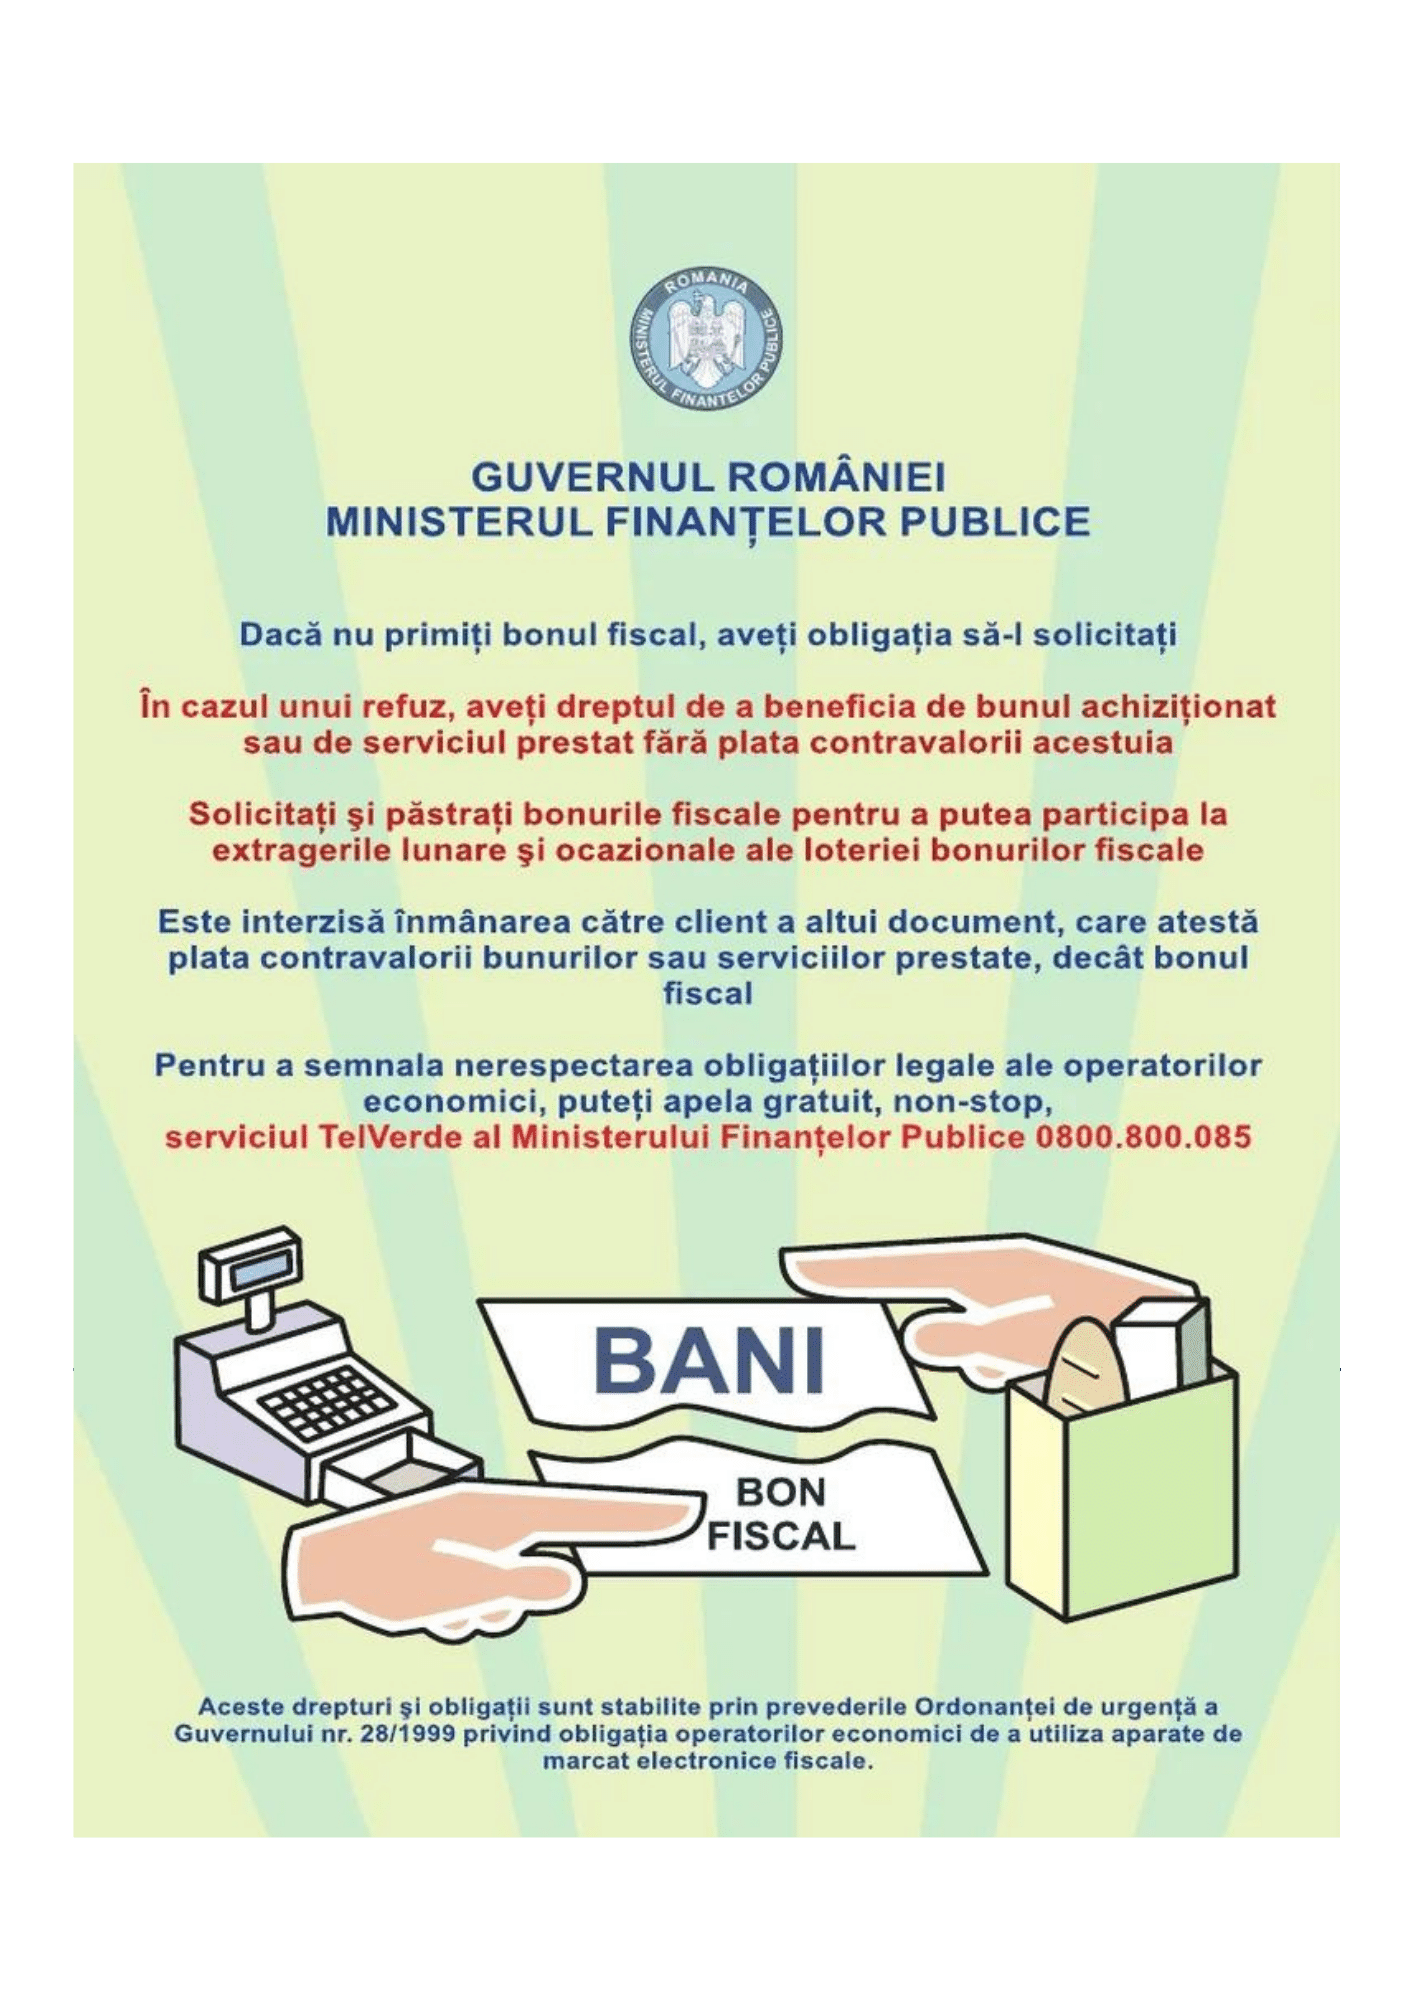 ROMANIA
MINISTERUL FINANTELOR PUBLICE
GUVERNUL ROMÂNIEI
MINISTERUL FINANȚELOR PUBLICE
Dacă nu primiți bonul fiscal, aveți obligația să-l solicitați
În cazul unui refuz, aveți dreptul de a beneficia de bunul achiziționat
sau de serviciul prestat fără plata contravalorii acestuia
Solicitați şi păstrați bonurile fiscale pentru a putea participa la
extragerile lunare şi ocazionale ale loteriei bonurilor fiscale
Este interzisă înmânarea către client a altui document, care atestă
plata contravalorii bunurilor sau serviciilor prestate, decât bonul
fiscal
Pentru a semnala nerespectarea obligațiilor legale ale operatorilor
economici, puteți apela gratuit, non-stop,
serviciul TelVerde al Ministerului Finanțelor Publice 0800.800.085
BANI
BON
FISCAL
Aceste drepturi şi obligații sunt stabilite prin prevederile Ordonanței de urgență a
Guvernului nr. 28/1999 privind obligația operatorilor economici de a utiliza aparate de
marcat electronice fiscale.